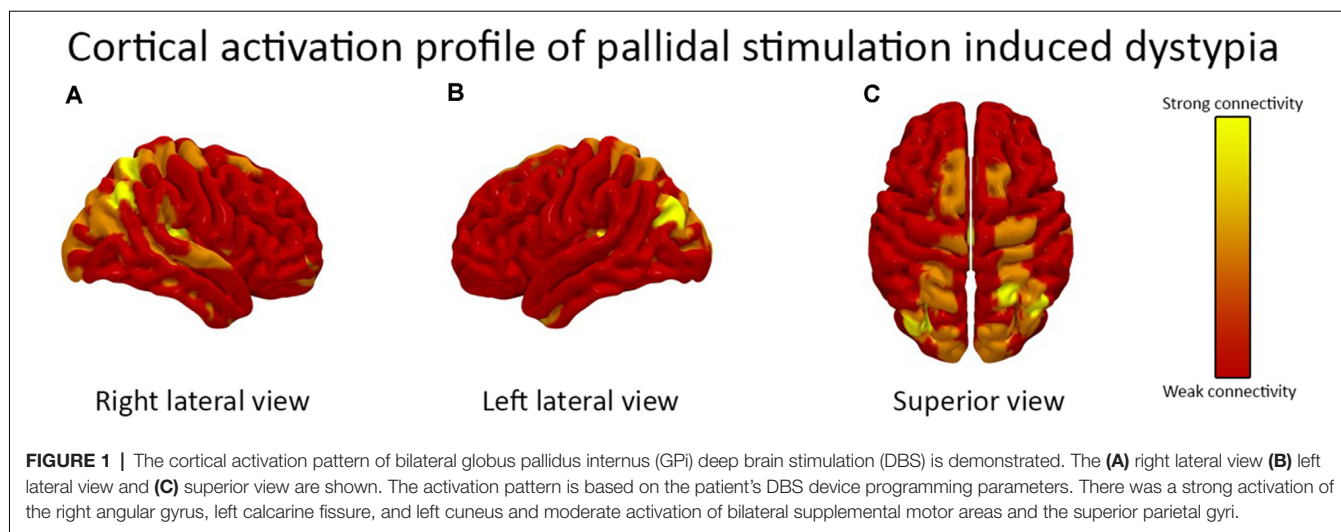 Cortical activation profile of pallidal stimulation induced dystypia
A
B
C
Strong connectivity
Weak connectivity
Right lateral view
Left lateral view
Superior view
FIGURE 1 | The cortical activation pattern of bilateral globus pallidus internus (GPi) deep brain stimulation (DBS) is demonstrated. The (A) right lateral view (B) left
lateral view and (C) superior view are shown. The activation pattern is based on the patient's DBS device programming parameters. There was a strong activation of
the right angular gyrus, left calcarine fissure, and left cuneus and moderate activation of bilateral supplemental motor areas and the superior parietal gyri.